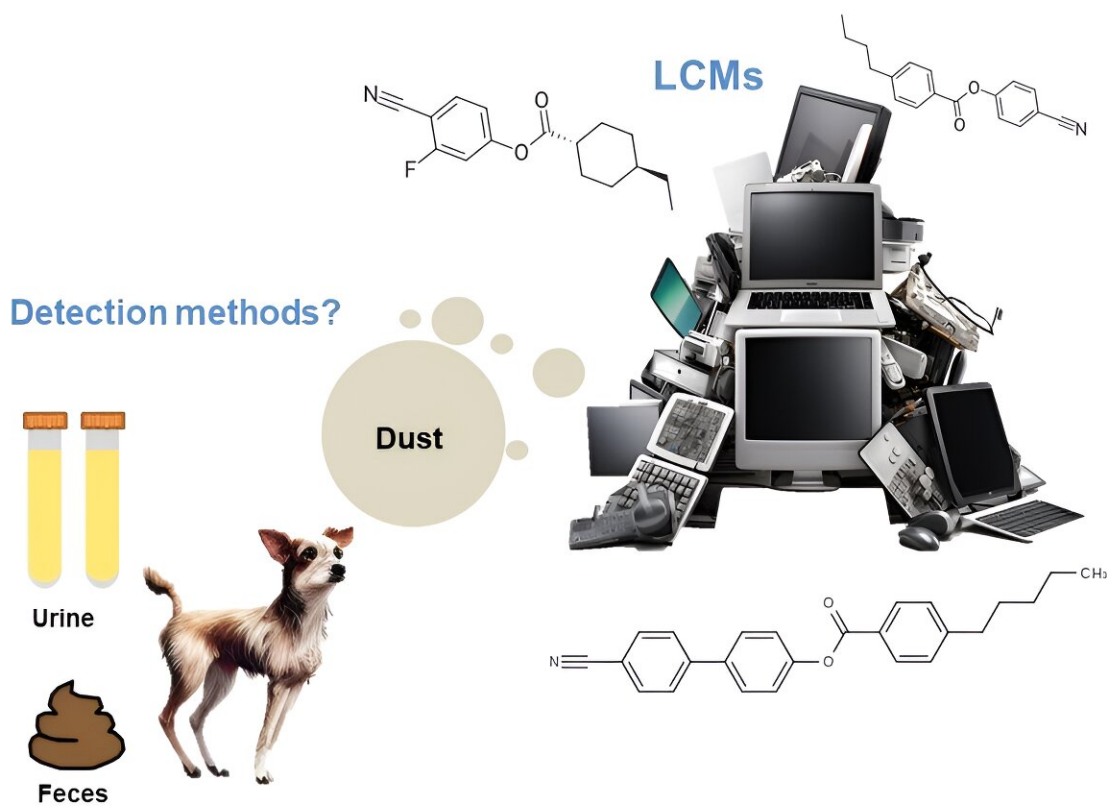 LCMs
N
O
O
F
O
O
N
Detection methods?
Dust
Urine
Feces
CH₃
O
O
N